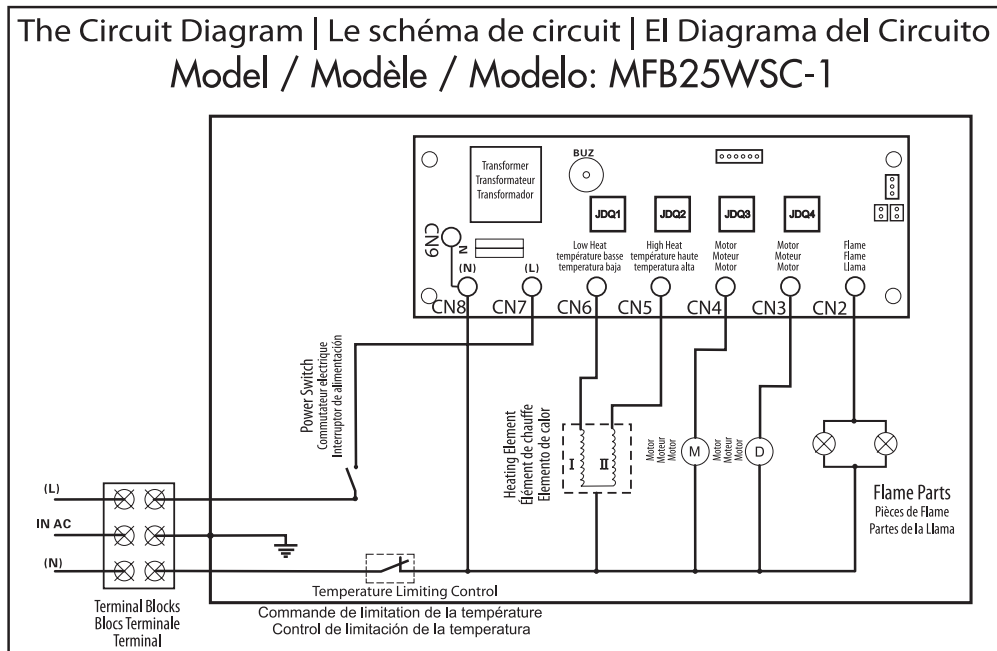 The Circuit Diagram | Le schéma de circuit | El Diagrama del Circuito
Model / Modèle / Modelo: MFB25WSC-1
Transformer
Transformateur
Transformador
BUZ
JDQ1
JDQ2
JDQ3
JDQ4
CN9
N
(N)
(L)
Low Heat
température basse
temperatura baja
High Heat
température haute
temperatura alta
Motor
Moteur
Motor
Motor
Moteur
Motor
Flame
Flame
Llama
CN8
CN7
CN6
CN5
CN4
CN3
CN2
Power Switch
Commutateur electrique
Interruptor de alimentación
Heating Element
Élément de chauffe
Elemento de calor
I
II
Motor
Moteur
Motor
M
Motor
Moteur
Motor
D
Flame Parts
Pièces de Flame
Partes de la Llama
(L)
IN AC
(N)
Terminal Blocks
Blocs Terminale
Terminal
Temperature Limiting Control
Commande de limitation de la température
Control de limitación de la temperatura